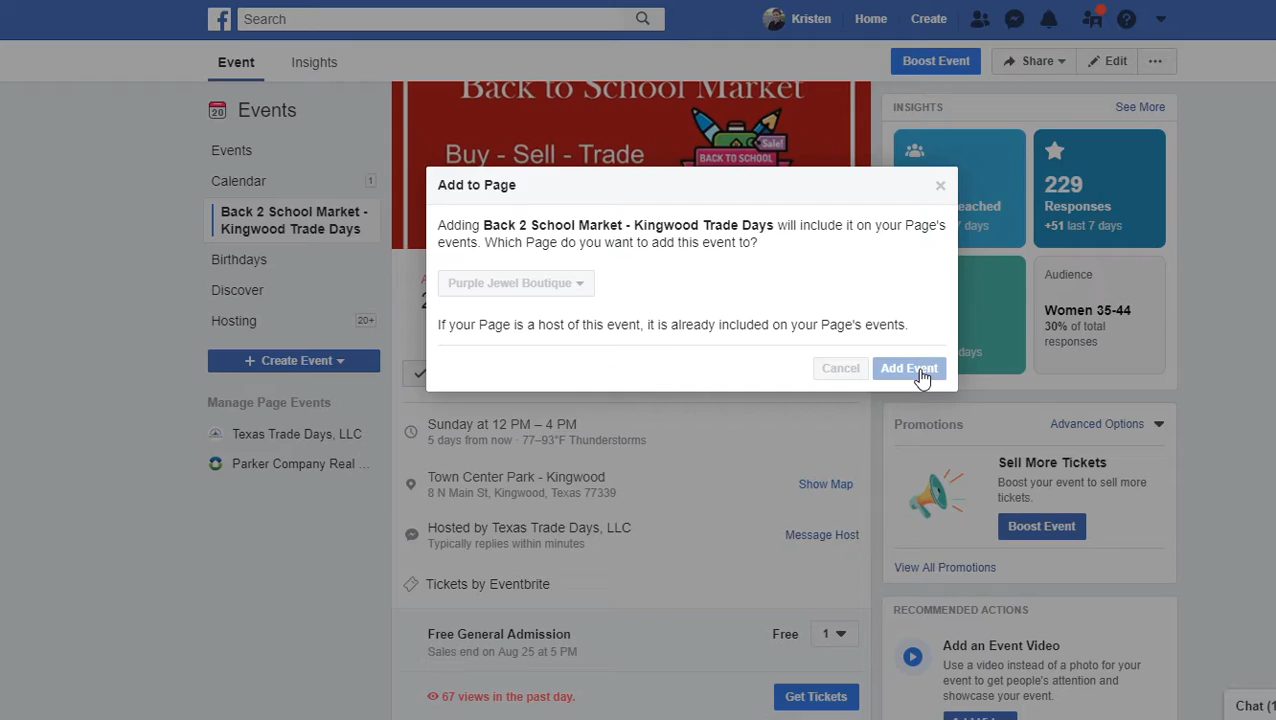 Search
Kristen
Home
Create
Event
Insights
Boost Event
Share
Edit
Events
Events
Calendar
1
Back 2 School Market -
Kingwood Trade Days
Birthdays
Discover
Hosting
20+
+ Create Event
Manage Page Events
Texas Trade Days, LLC
Parker Company Real ...
Back to School Market
Buy - Sell - Trade
Sale!
BACK TO SCHOOL
Add to Page
×
Adding Back 2 School Market - Kingwood Trade Days will include it on your Page's
events. Which Page do you want to add this event to?
Purple Jewel Boutique
If your Page is a host of this event, it is already included on your Page's events.
Cancel
Add Event
Sunday at 12 PM – 4 PM
5 days from now · 77–93°F Thunderstorms
Town Center Park - Kingwood
8 N Main St, Kingwood, Texas 77339
Show Map
Hosted by Texas Trade Days, LLC
Typically replies within minutes
Message Host
Tickets by Eventbrite
Free General Admission
Sales end on Aug 25 at 5 PM
Free
1
67 views in the past day.
Get Tickets
INSIGHTS
See More
229
Responses
+51 last 7 days
Audience
Women 35-44
30% of total
responses
days
Promotions
Advanced Options
Sell More Tickets
Boost your event to sell more
tickets.
Boost Event
View All Promotions
RECOMMENDED ACTIONS
Add an Event Video
Use a video instead of a photo for your
event to get people's attention and
showcase your event.
Chat (1